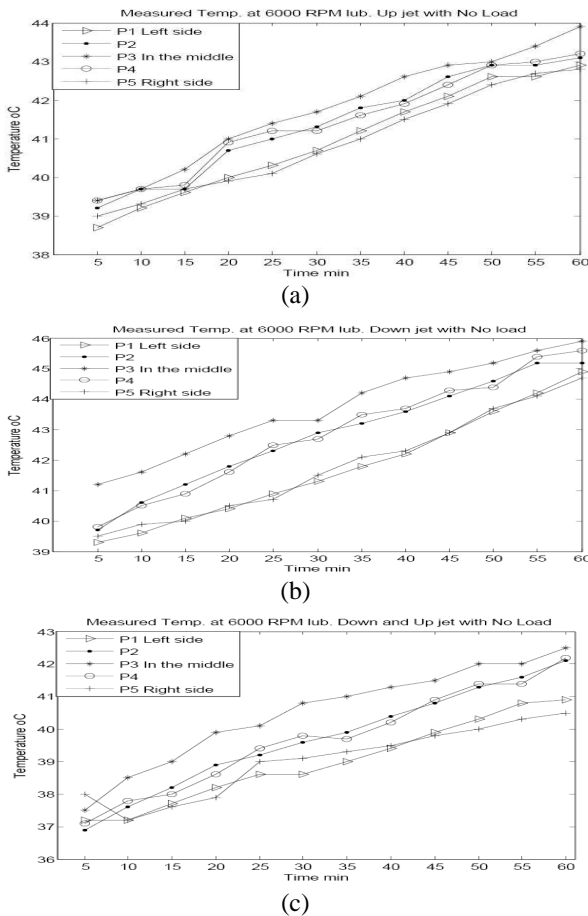 Measured Temp. at 6000 RPM lub. Up jet with No Load
44
43
42
41
40
39
38
Temperature oC
P1 Left side
P2
P3 In the middle
P4
P5 Right side
5 10 15 20 25 30 35 40 45 50 55 60
Time min
(a)
Measured Temp. at 6000 RPM lub. Down jet with No load
46
45
44
43
42
41
40
39
Temperature oC
P1 Left side
P2
P3 In the middle
P4
P5 Right side
5 10 15 20 25 30 35 40 45 50 55 60
Time min
(b)
Measured Temp. at 6000 RPM lub. Down and Up jet with No Load
43
42
41
40
39
38
37
36
Temperature oC
P1 Left side
P2
P3 In the middle
P4
P5 Right side
5 10 15 20 25 30 35 40 45 50 55 60
Time min
(c)